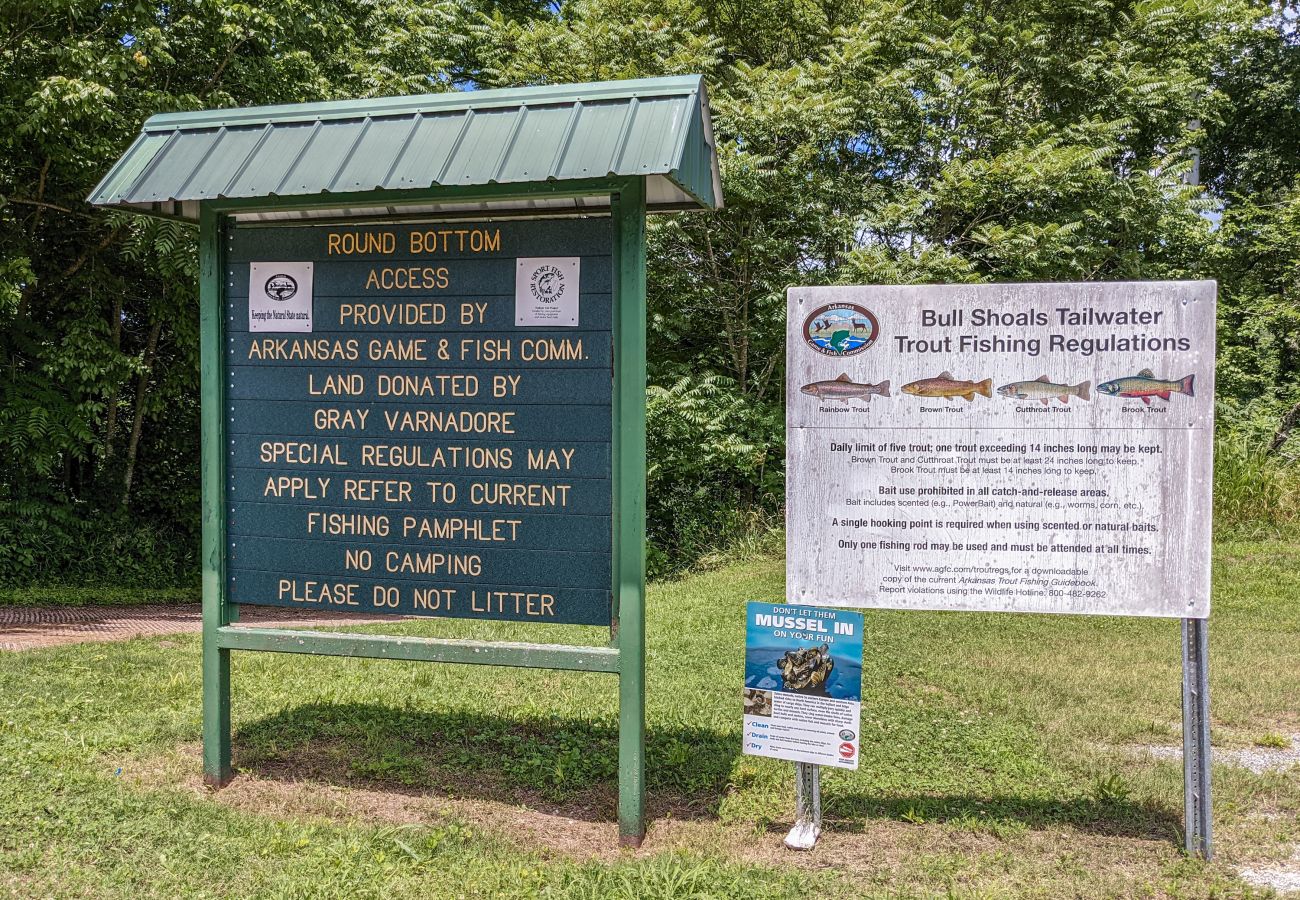 ROUND BOTTOM
ACCESS
PROVIDED BY
ARKANSAS GAME & FISH COMM.
LAND DONATED BY
GRAY VARNADORE
SPECIAL REGULATIONS MAY
APPLY REFER TO CURRENT
FISHING PAMPHLET
NO CAMPING
PLEASE DO NOT LITTER
Keeping the Natural State natural.
SPORT FISH
RESTORATION
Arkansas
Game & Fish Commission
Bull Shoals Tailwater
Trout Fishing Regulations
Rainbow Trout
Brown Trout
Cutthroat Trout
Brook Trout
Daily limit of five trout; one trout exceeding 14 inches long may be kept.
Brown Trout and Cutthroat Trout must be at least 24 inches long to keep.
Brook Trout must be at least 14 inches long to keep.
Bait use prohibited in all catch-and-release areas.
Bait includes scented (e.g., PowerBait) and natural (e.g., worms, corn, etc.).
A single hooking point is required when using scented or natural baits.
Only one fishing rod may be used and must be attended at all times.
Visit www.agfc.com/troutregs for a downloadable
copy of the current Arkansas Trout Fishing Guidebook.
Report violations using the Wildlife Hotline: 800-482-9262
DON'T LET THEM
MUSSEL IN
ON YOUR FUN
Clean
Drain
Dry